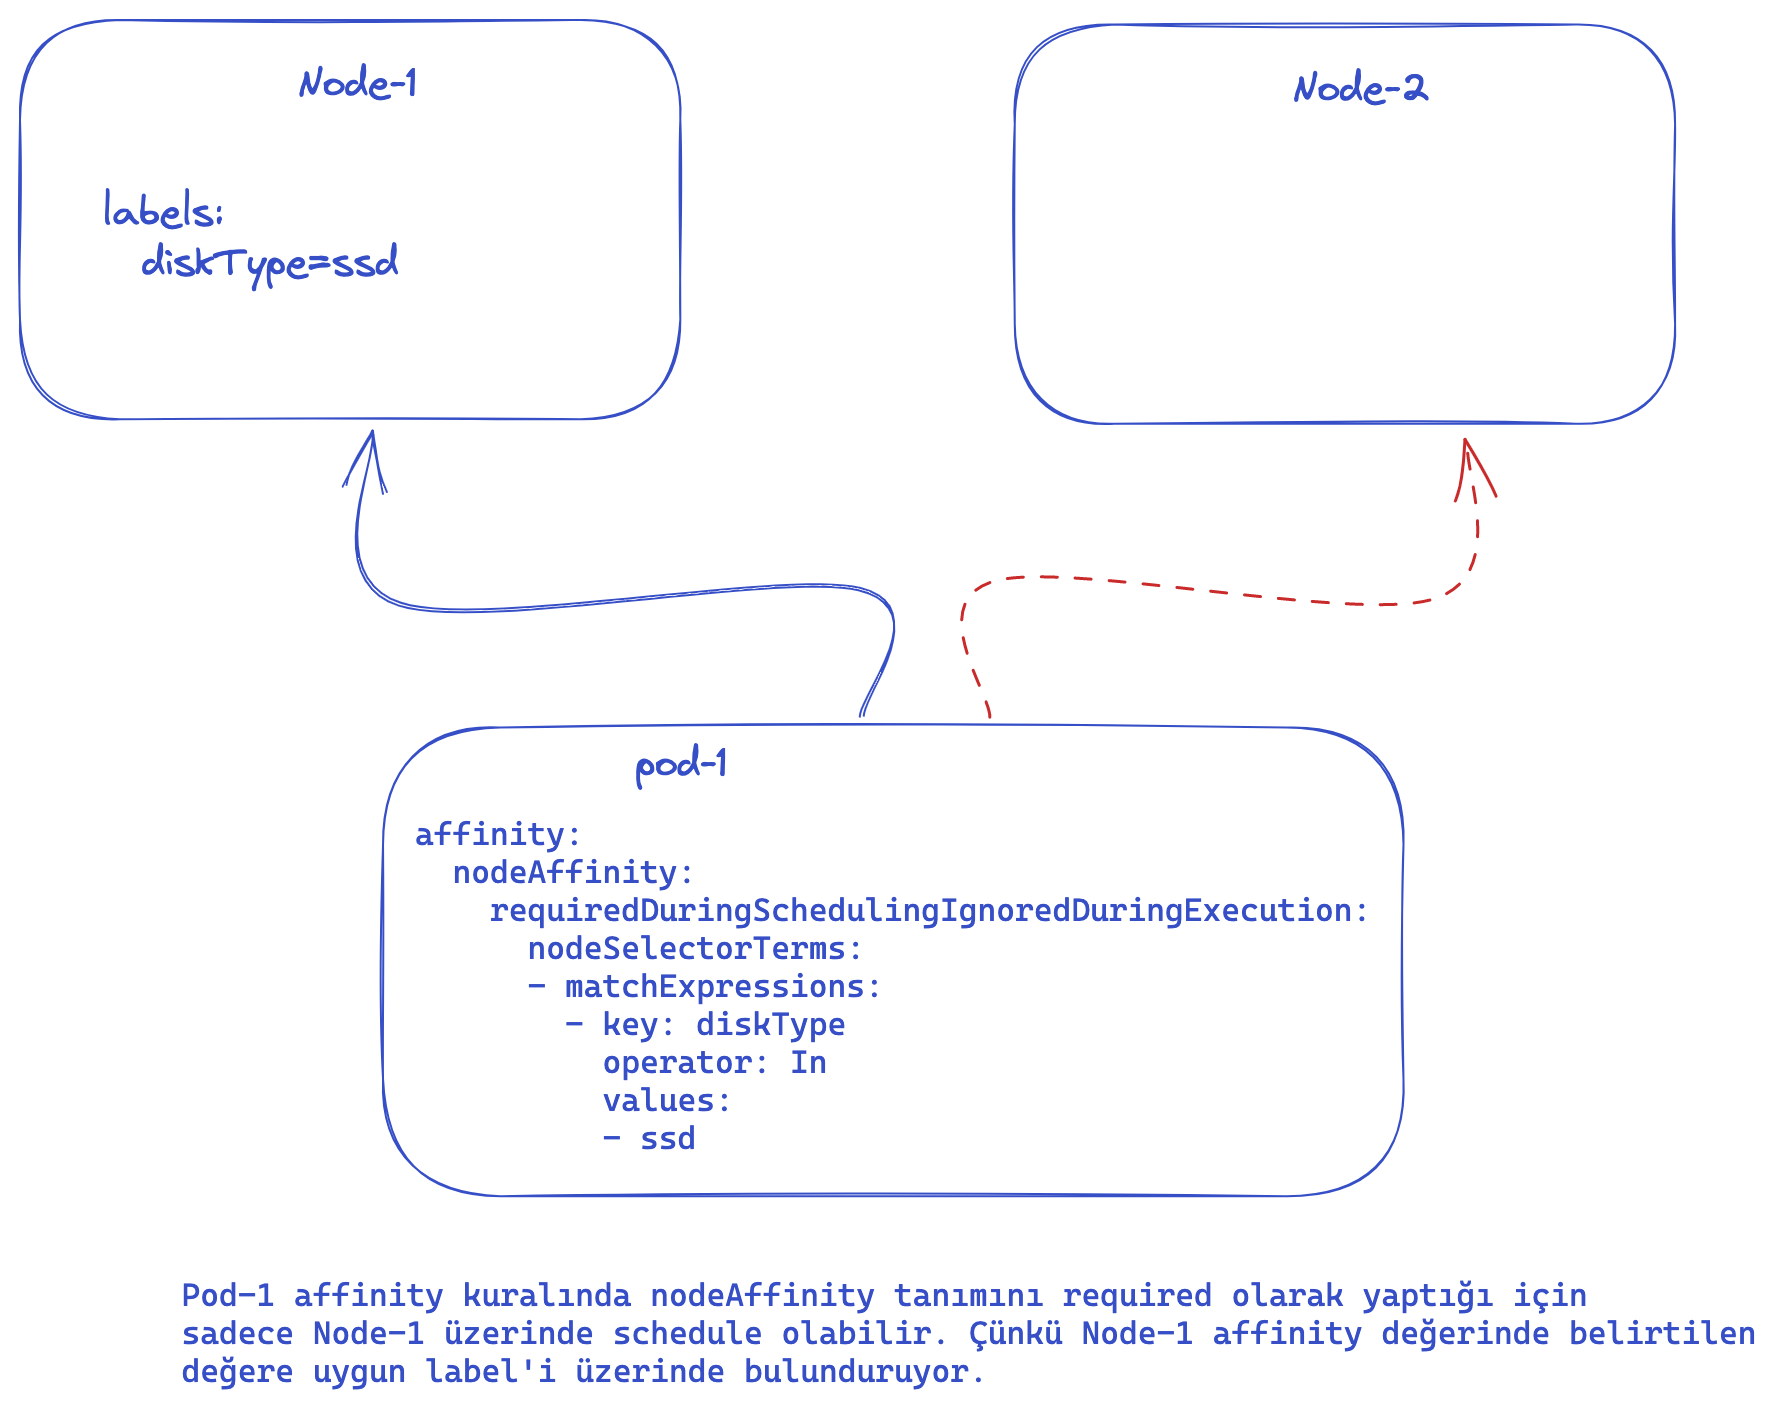 Node-1
labels:
diskType=ssd
Node-2
pod-1
affinity:
  nodeAffinity:
    requiredDuringSchedulingIgnoredDuringExecution:
      nodeSelectorTerms:
      - matchExpressions:
        - key: diskType
          operator: In
          values:
          - ssd
Pod-1 affinity kuralında nodeAffinity tanımını required olarak yaptığı için
sadece Node-1 üzerinde schedule olabilir. Çünkü Node-1 affinity değerinde belirtilen
değere uygun label'i üzerinde bulunduruyor.